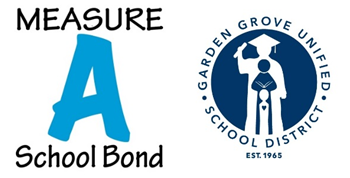 MEASURE
A
School Bond
• GARDEN GROVE UNIFIED •
SCHOOL DISTRICT
EST. 1965